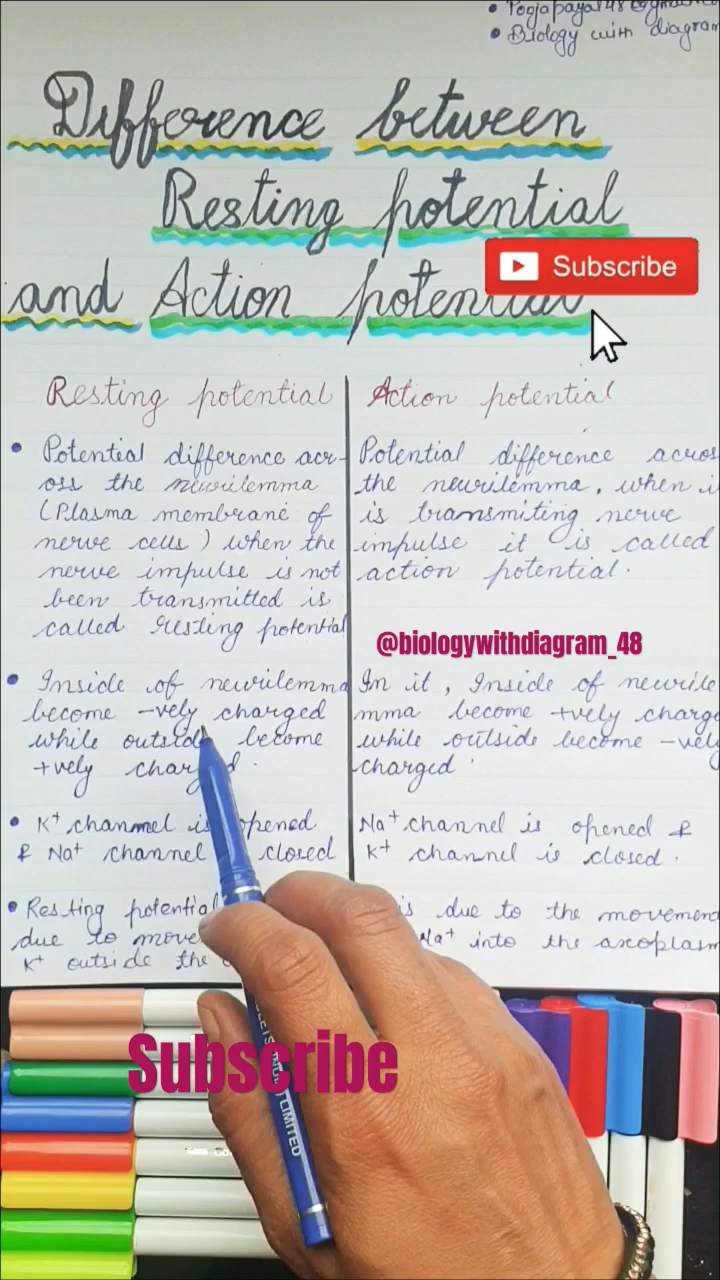 Biology with diagram
Difference between
Resting potential
and Action potential
Subscribe
Resting potential
Potential difference acr-
oss the neurilemma
(Plasma membrane of
nerve cells) when the
nerve impulse is not
been transmitted is
called resting potential
Inside of neurilemma
become -vely charged
while outside become
+vely charged.
K+ channel is opened
& Na+ channel closed
Resting potential
due to
K+ outside the
Action potential
Potential difference across
the neurilemma, when i
is transmiting nerve
impulse it is called
action potential.
@biologywithdiagram_48
In it, Inside of neurile
mma become +vely charge
while outside become -vely
charged
Na+ channel is opened &
K+ channel is closed.
is due to the movemen
Na+ into the axoplasm
Subscribe
LIMITED